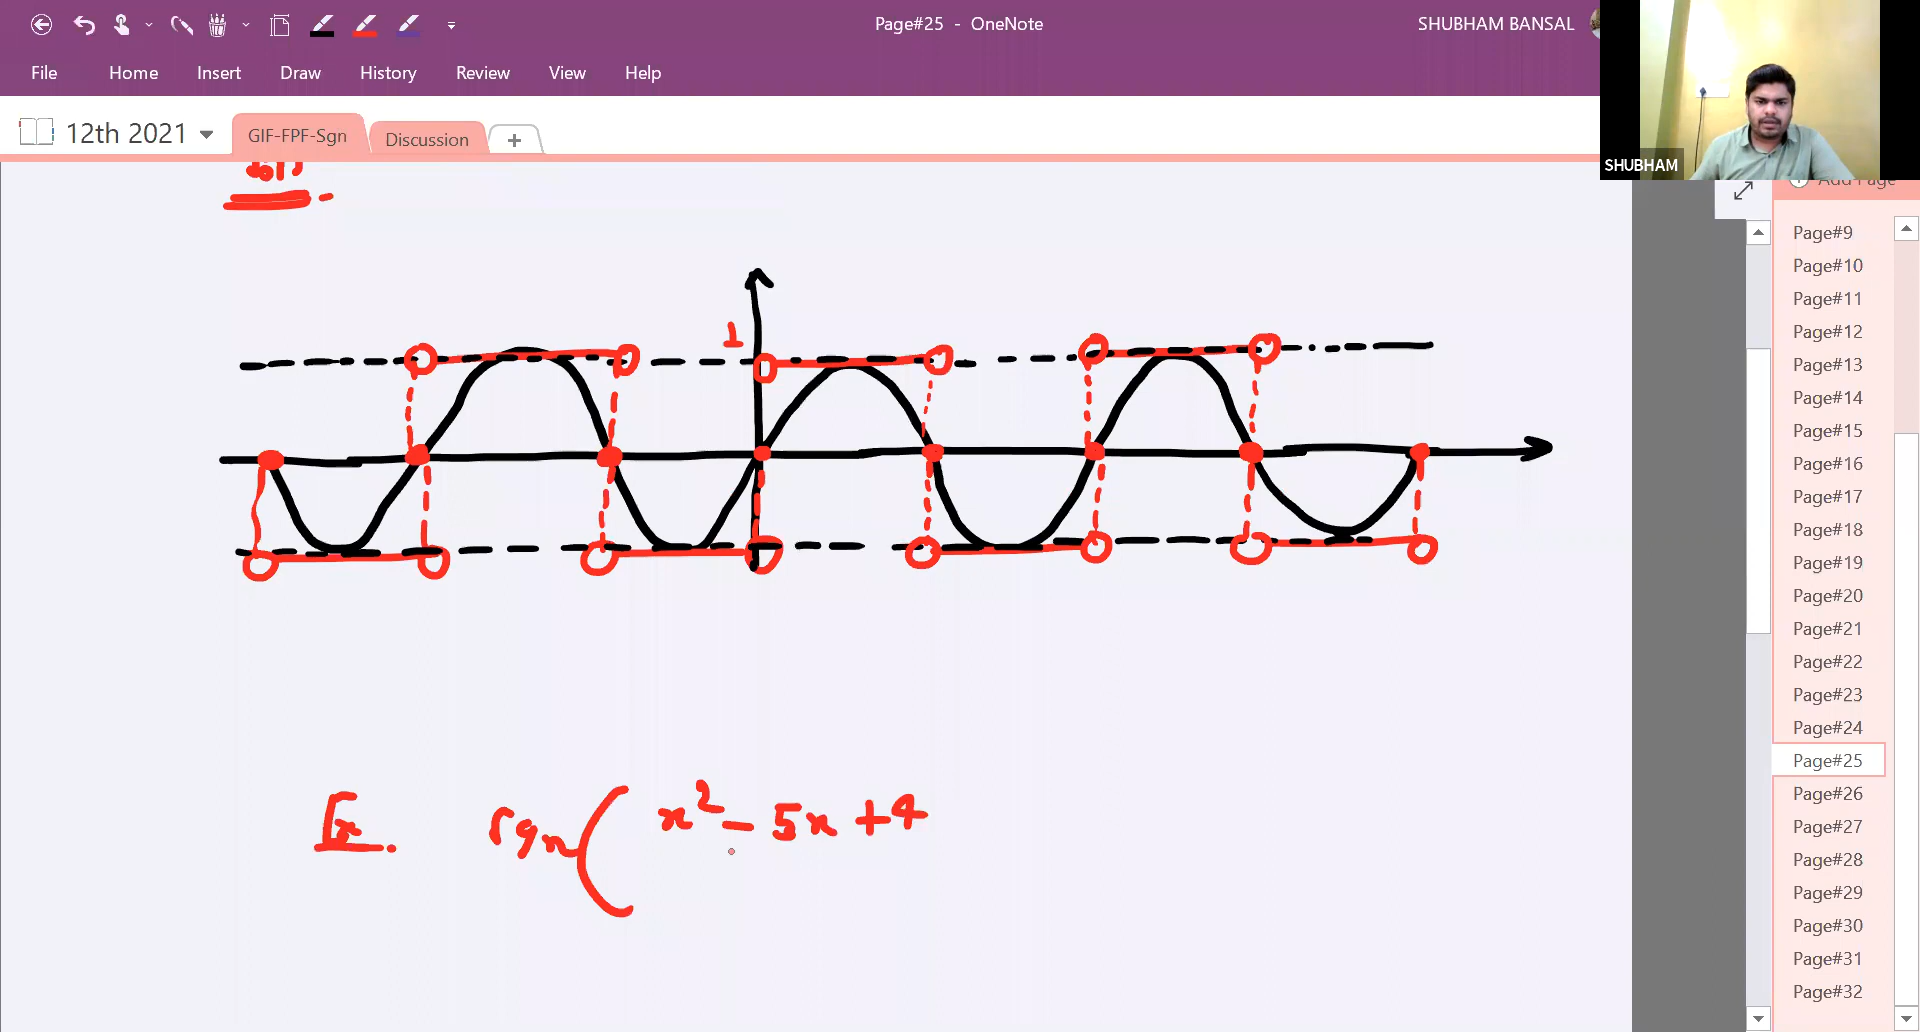 Page#25 - OneNote
SHUBHAM BANSAL
File Home Insert Draw History Review View Help
12th 2021
GIF-FPF-Sgn
Discussion
SHUBHAM
Add Page
Page#9
Page#10
Page#11
Page#12
Page#13
Page#14
Page#15
Page#16
Page#17
Page#18
Page#19
Page#20
Page#21
Page#22
Page#23
Page#24
Page#25
Page#26
Page#27
Page#28
Page#29
Page#30
Page#31
Page#32
1
Ex. sgn( x² - 5x + 4